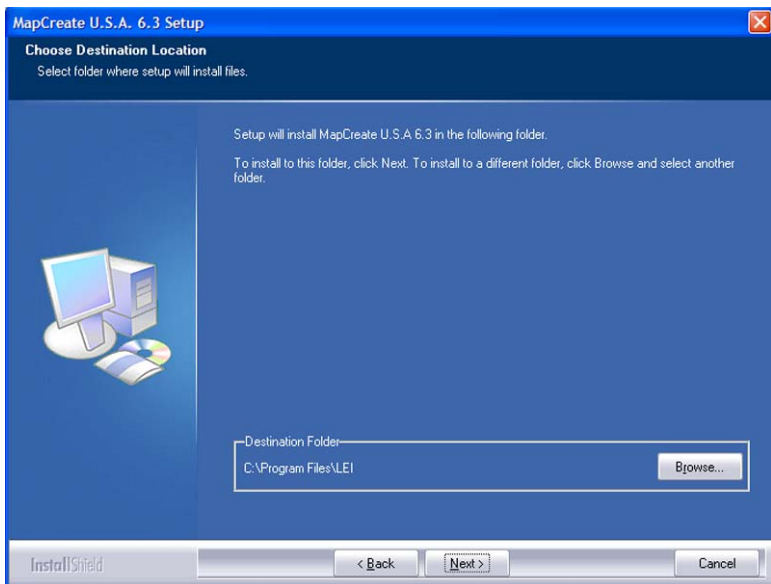 MapCreate U.S.A. 6.3 Setup
Choose Destination Location
Select folder where setup will install files.
Setup will install MapCreate U.S.A 6.3 in the following folder.
To install to this folder, click Next. To install to a different folder, click Browse and select another
folder.
Destination Folder
C:\Program Files\LEI
Browse...
InstallShield
< Back
Next >
Cancel